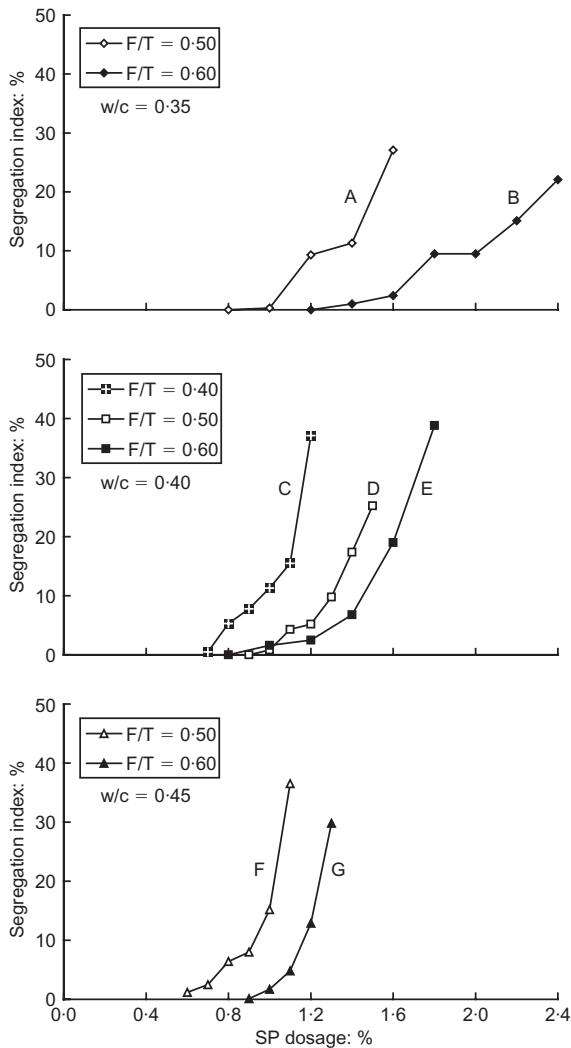 50
40
30
20
10
0
Segregation index: %
F/T = 0·50
F/T = 0·60
w/c = 0·35
A
B
50
40
30
20
10
0
Segregation index: %
F/T = 0·40
F/T = 0·50
F/T = 0·60
w/c = 0·40
C
D
E
50
40
30
20
10
0
Segregation index: %
F/T = 0·50
F/T = 0·60
w/c = 0·45
F
G
0·0 0·4 0·8 1·2 1·6 2·0 2·4
SP dosage: %